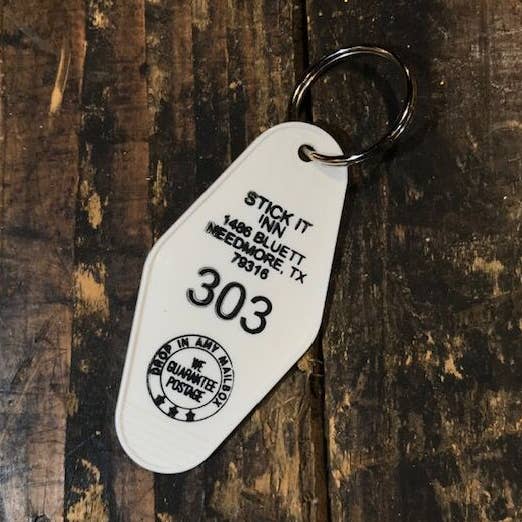 STICK IT
INN
1486 BLUETT
NEEDMORE, TX
79316
303
DROP IN ANY MAILBOX
WE
GUARANTEE
POSTAGE